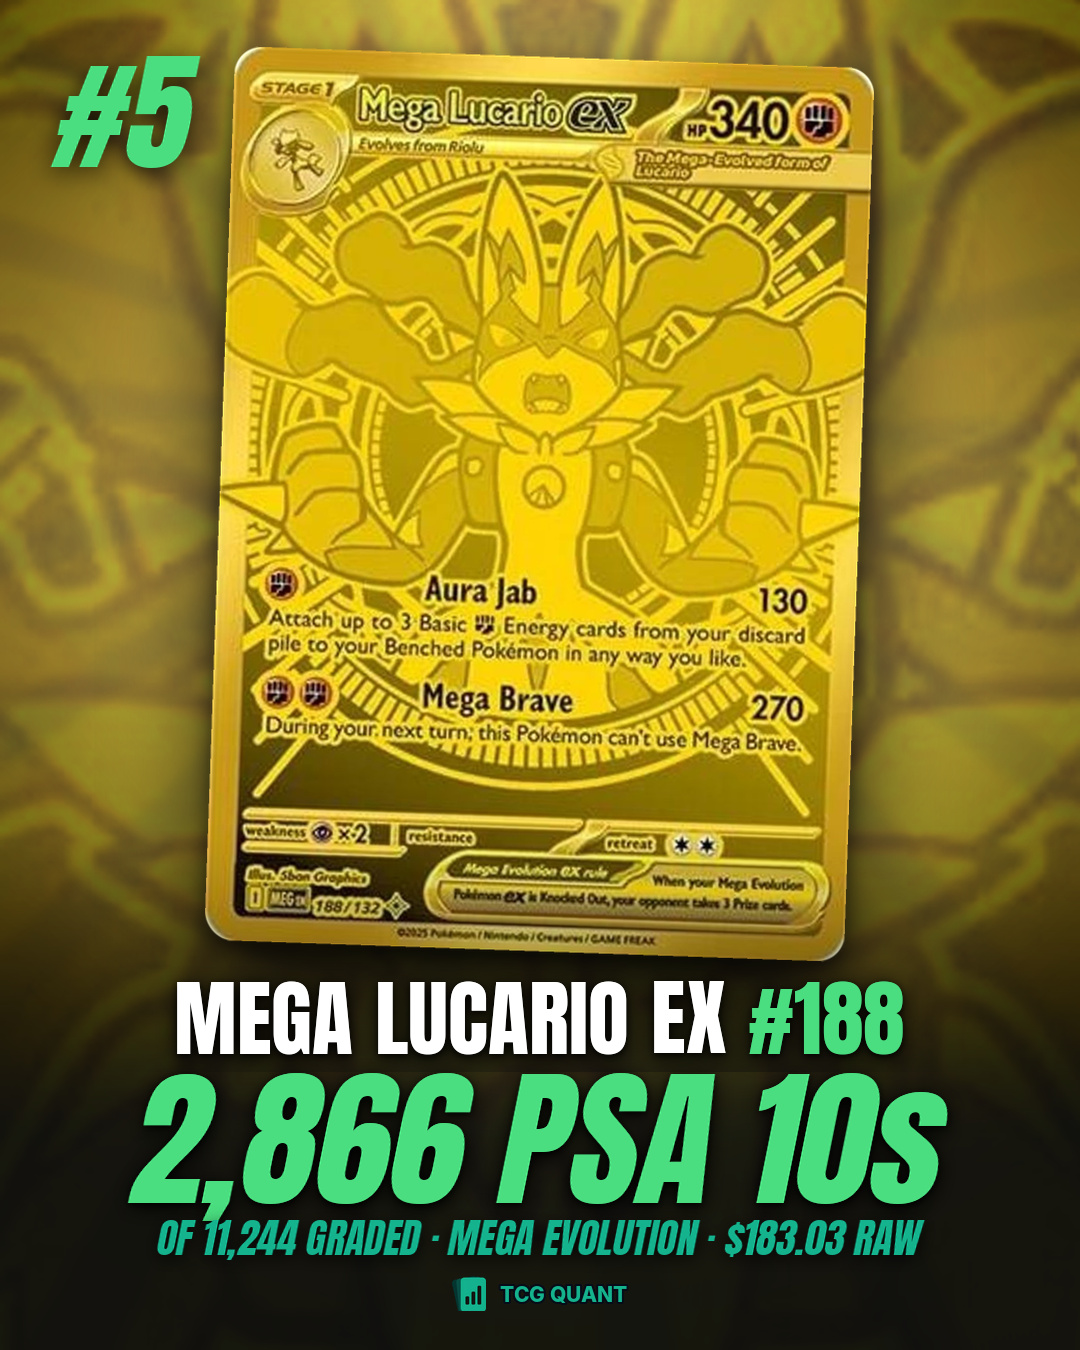 #5
STAGE 1
Mega Lucario ex
HP 340
Evolves from Riolu
The Mega-Evolved form of
Lucario
Aura Jab 130
Attach up to 3 Basic Energy cards from your discard
pile to your Benched Pokémon in any way you like.
Mega Brave 270
During your next turn, this Pokémon can't use Mega Brave.
weakness ×2 resistance retreat
Illus. 5ban Graphics
I MEG EN 188/132
Mega Evolution ex rule
When your Mega Evolution
Pokémon ex is Knocked Out, your opponent takes 3 Prize cards.
©2025 Pokémon / Nintendo / Creatures / GAME FREAK
MEGA LUCARIO EX #188
2,866 PSA 10s
OF 11,244 GRADED · MEGA EVOLUTION · $183.03 RAW
TCG QUANT